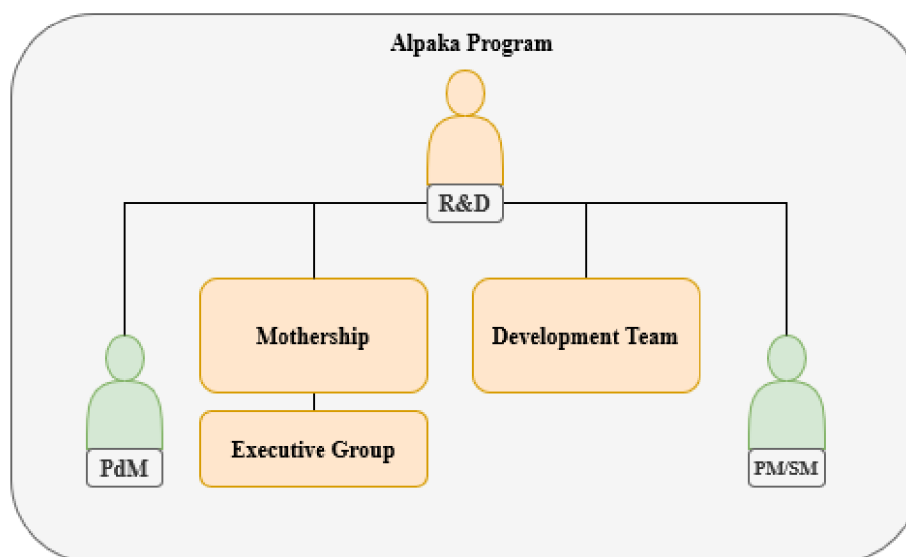 Alpaka Program
R&D
Mothership
Development Team
Executive Group
PdM
PM/SM